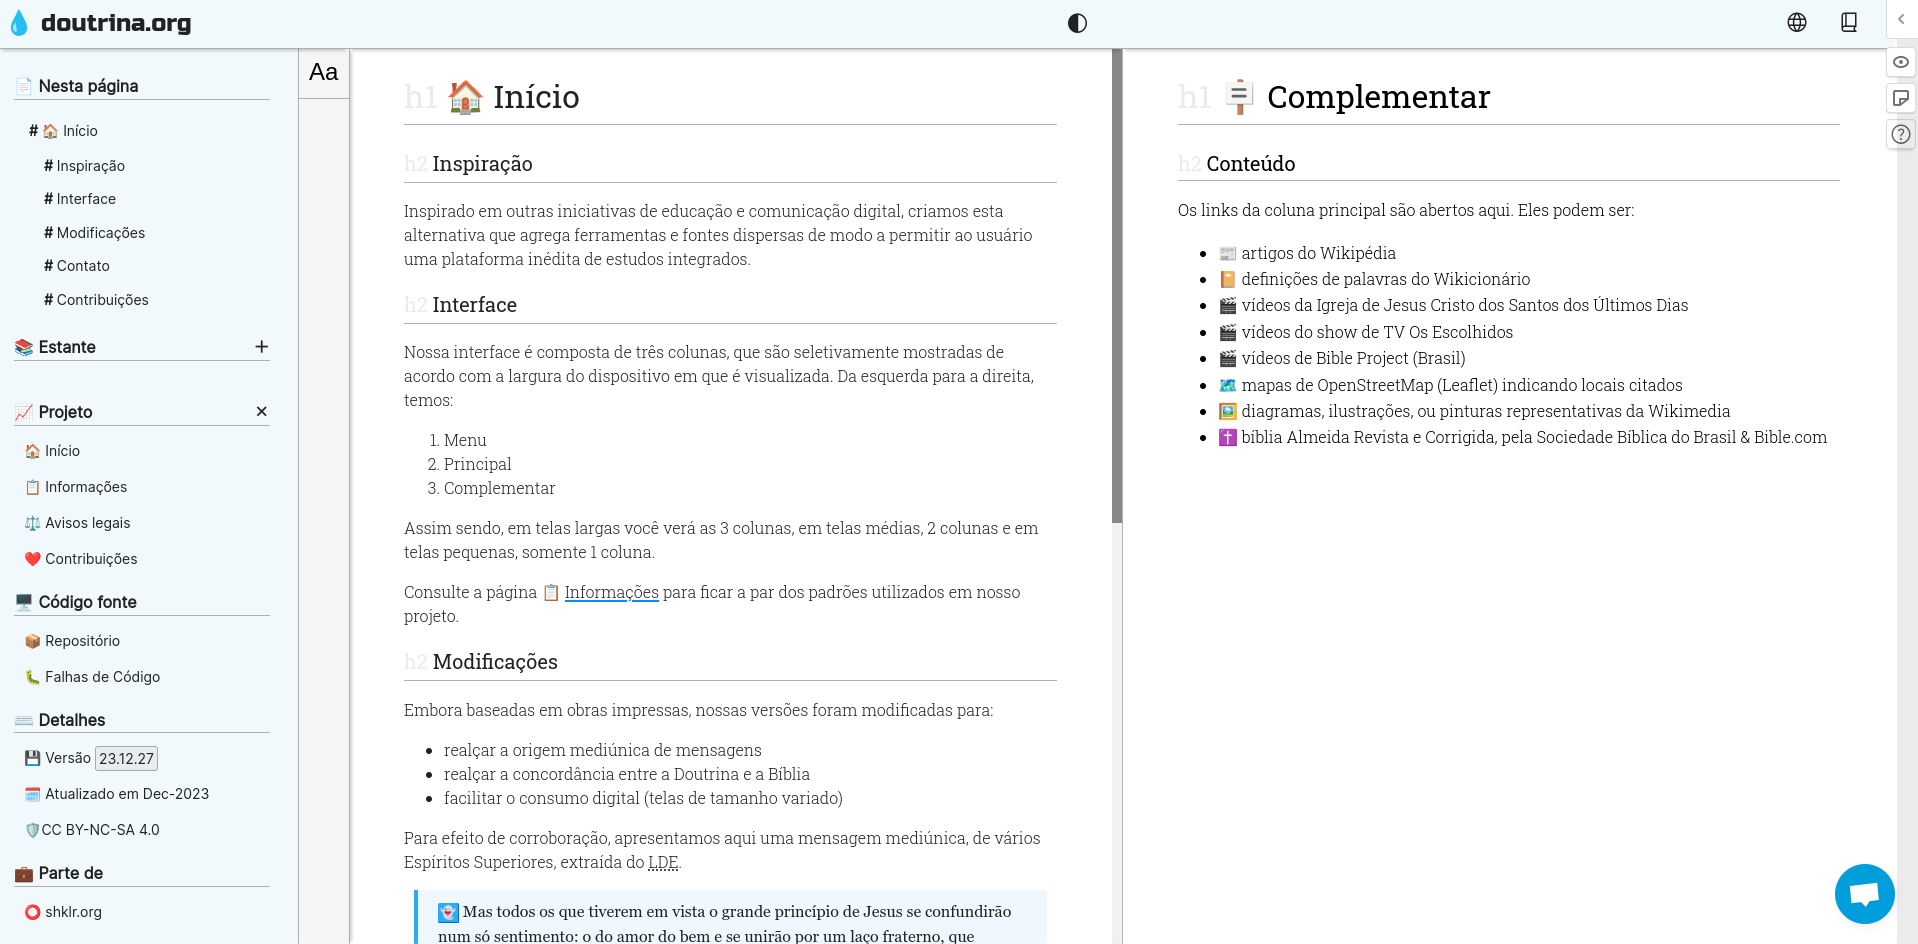 doutrina.org
📄 Nesta página
# 🏠 Início
# Inspiração
# Interface
# Modificações
# Contato
# Contribuições
📚 Estante +
📈 Projeto ×
🏠 Início
📋 Informações
⚖️ Avisos legais
❤️ Contribuições
🖥️ Código fonte
📦 Repositório
🐛 Falhas de Código
⌨️ Detalhes
💾 Versão 23.12.27
🗓️ Atualizado em Dec-2023
🛡️CC BY-NC-SA 4.0
💼 Parte de
⭕ shklr.org
Aa
h1 🏠 Início
h2 Inspiração
Inspirado em outras iniciativas de educação e comunicação digital, criamos esta
alternativa que agrega ferramentas e fontes dispersas de modo a permitir ao usuário
uma plataforma inédita de estudos integrados.
h2 Interface
Nossa interface é composta de três colunas, que são seletivamente mostradas de
acordo com a largura do dispositivo em que é visualizada. Da esquerda para a direita,
temos:
1. Menu
2. Principal
3. Complementar
Assim sendo, em telas largas você verá as 3 colunas, em telas médias, 2 colunas e em
telas pequenas, somente 1 coluna.
Consulte a página 📋 Informações para ficar a par dos padrões utilizados em nosso
projeto.
h2 Modificações
Embora baseadas em obras impressas, nossas versões foram modificadas para:
• realçar a origem mediúnica de mensagens
• realçar a concordância entre a Doutrina e a Bíblia
• facilitar o consumo digital (telas de tamanho variado)
Para efeito de corroboração, apresentamos aqui uma mensagem mediúnica, de vários
Espíritos Superiores, extraída do LDE.
👻 Mas todos os que tiverem em vista o grande princípio de Jesus se confundirão
num só sentimento: o do amor do bem e se unirão por um laço fraterno, que
h1 🪧 Complementar
h2 Conteúdo
Os links da coluna principal são abertos aqui. Eles podem ser:
• 📰 artigos do Wikipédia
• 📔 definições de palavras do Wikicionário
• 🎬 vídeos da Igreja de Jesus Cristo dos Santos dos Últimos Dias
• 🎬 vídeos do show de TV Os Escolhidos
• 🎬 vídeos de Bible Project (Brasil)
• 🗺️ mapas de OpenStreetMap (Leaflet) indicando locais citados
• 🖼️ diagramas, ilustrações, ou pinturas representativas da Wikimedia
• ✝️ bíblia Almeida Revista e Corrigida, pela Sociedade Bíblica do Brasil & Bible.com